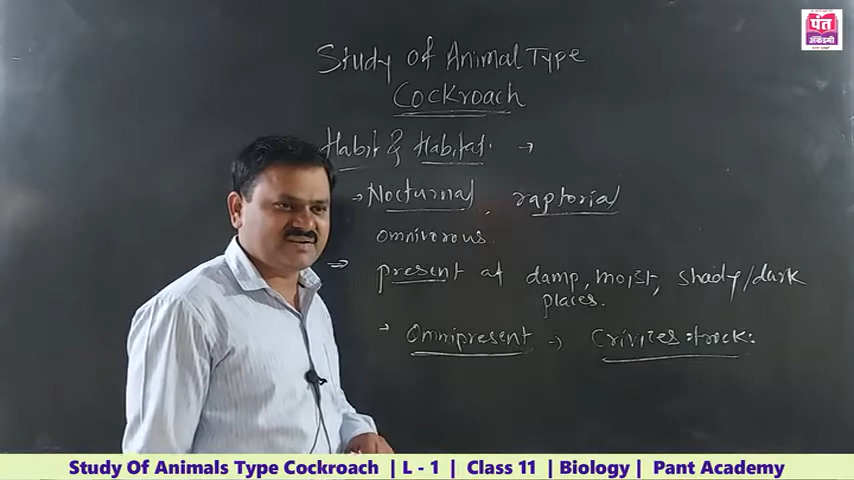 पंत
अ‍ॅकॅडमी
Study of Animal Type
Cockroach
Habit & Habitat. →
→ Nocturnal, raptorial
omnivorous.
⇒ present at damp, moist, shady/dark
places.
→ Omnipresent → Crivices
Study Of Animals Type Cockroach | L - 1 | Class 11 | Biology | Pant Academy